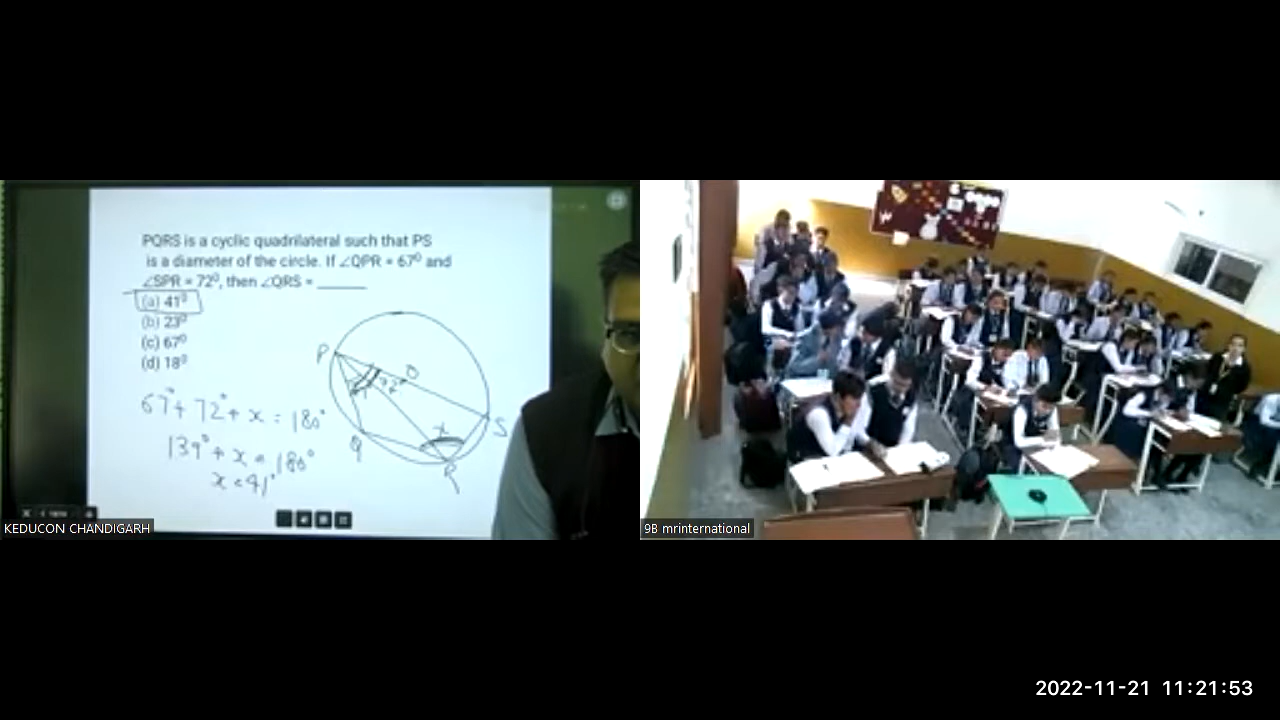 PQRS is a cyclic quadrilateral such that PS
is a diameter of the circle. If ∠QPR = 67⁰ and
∠SPR = 72⁰, then ∠QRS = ______
(a) 41⁰
(b) 23⁰
(c) 67⁰
(d) 18⁰
P
O
72°
S
Q
x
R
67° + 72° + x = 180°
139° + x = 180°
x = 41°
KEDUCON CHANDIGARH
9B mrinternational
2022-11-21 11:21:53